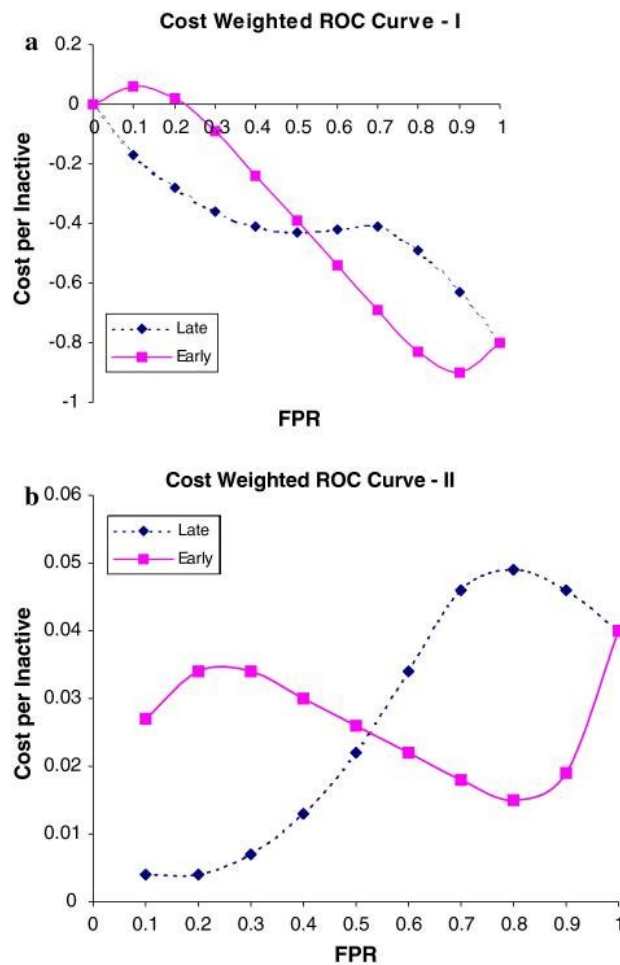 Cost Weighted ROC Curve - I
a
0.2
0
0 0.1 0.2 0.3 0.4 0.5 0.6 0.7 0.8 0.9 1
-0.2
-0.4
-0.6
-0.8
-1
Cost per Inactive
Late
Early
FPR
Cost Weighted ROC Curve - II
b
0.06
0.05
0.04
0.03
0.02
0.01
0
Cost per Inactive
Late
Early
0 0.1 0.2 0.3 0.4 0.5 0.6 0.7 0.8 0.9 1
FPR